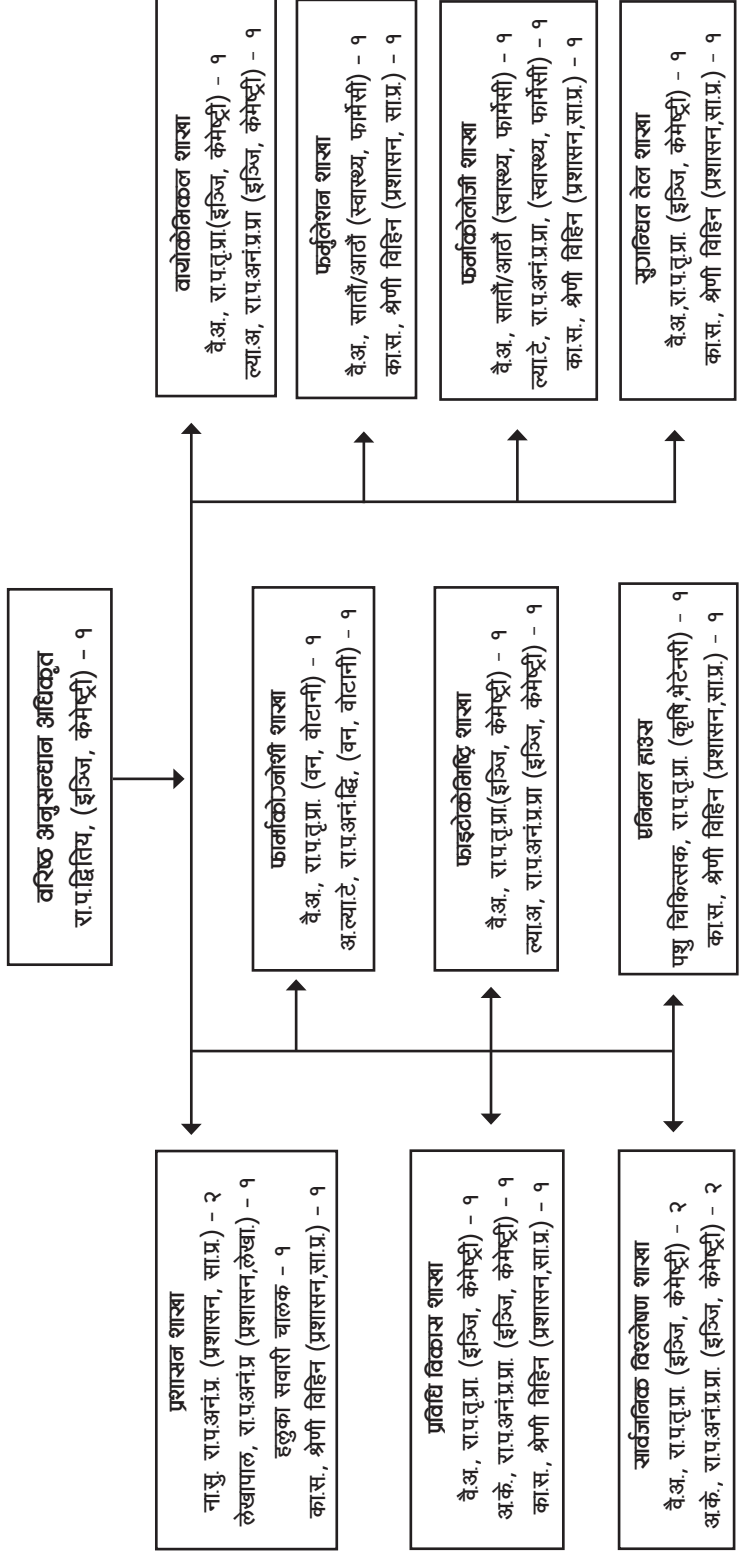 वरिष्ठ अनुसन्धान अधिकृत
रा.प.द्वितिय, (इञ्जि, केमेष्ट्री) – १
प्रशासन शाखा
ना.सु. रा.प.अनं.प्र. (प्रशासन, सा.प्र.) – २
लेखापाल, रा.प.अनं.प्र (प्रशासन,लेखा.) – १
हलुका सवारी चालक – १
का.स., श्रेणी विहिन (प्रशासन,सा.प्र.) – १
प्रविधि विकास शाखा
वै.अ., रा.प.तृ.प्रा. (इञ्जि, केमेष्ट्री) – १
अ.के., रा.प.अनं.प्र.प्रा. (इञ्जि, केमेष्ट्री) – १
का.स., श्रेणी विहिन (प्रशासन,सा.प्र.) – १
सार्वजनिक विश्लेषण शाखा
वै.अ., रा.प.तृ.प्रा. (इञ्जि, केमेष्ट्री) – २
अ.के., रा.प.अनं.प्र.प्रा. (इञ्जि, केमेष्ट्री) – २
फार्माकोग्नोशी शाखा
वै.अ., रा.प.तृ.प्रा. (वन, वोटानी) – १
अ.ल्या.टे, रा.प.अनं.द्वि, (वन, वोटानी) – १
फाइटोकेमिष्ट्रि शाखा
वै.अ., रा.प.तृ.प्रा.(इञ्जि, केमेष्ट्री) – १
ल्या.अ, रा.प.अनं.प्र.प्रा (इञ्जि, केमेष्ट्री) – १
एनिमल हाउस
पशु चिकित्सक, रा.प.तृ.प्रा. (कृषि,भेटेनरी) – १
का.स., श्रेणी विहिन (प्रशासन,सा.प्र.) – १
वायोकेमिकल शाखा
वै.अ., रा.प.तृ.प्रा.(इञ्जि, केमेष्ट्री) – १
ल्या.अ, रा.प.अनं.प्र.प्रा (इञ्जि, केमेष्ट्री) – १
फर्मुलेशन शाखा
वै.अ., सातौं/आठौं (स्वास्थ्य, फार्मेसी) – १
का.स., श्रेणी विहिन (प्रशासन, सा.प्र.) – १
फर्माकोलोजी शाखा
वै.अ., सातौं/आठौं (स्वास्थ्य, फार्मेसी) – १
ल्या.टे, रा.प.अनं.प्र.प्रा, (स्वास्थ्य, फार्मेसी) – १
का.स., श्रेणी विहिन (प्रशासन,सा.प्र.) – १
सुगन्धित तेल शाखा
वै.अ.,रा.प.तृ.प्रा. (इञ्जि, केमेष्ट्री) – १
का.स., श्रेणी विहिन (प्रशासन,सा.प्र.) – १